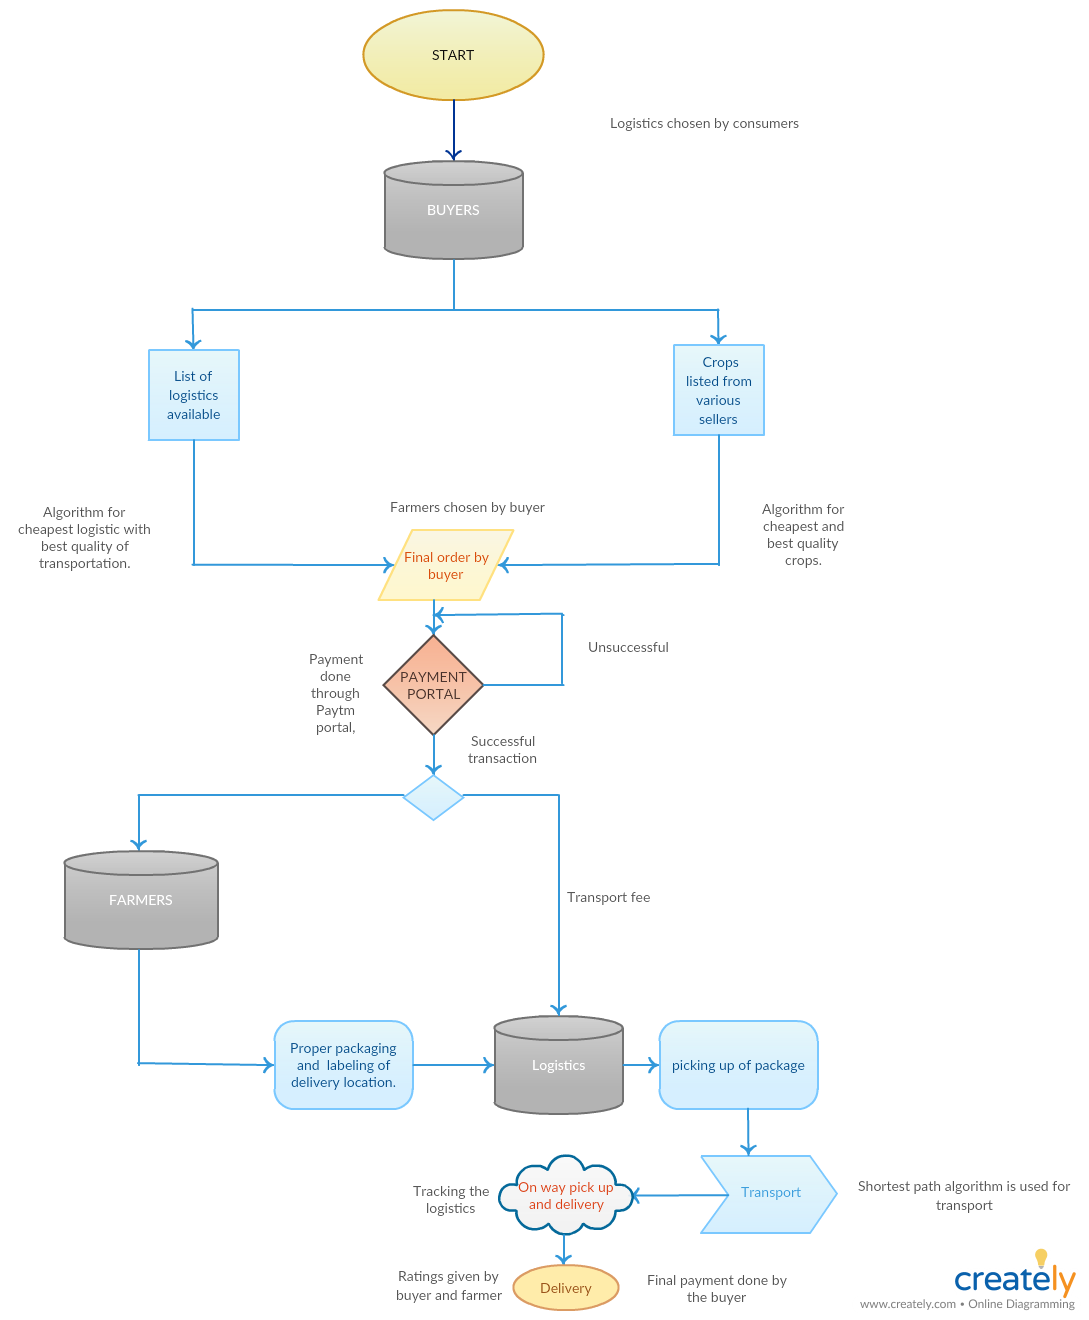 START
Logistics chosen by consumers
BUYERS
List of
logistics
available
Crops
listed from
various
sellers
Algorithm for
cheapest logistic with
best quality of
transportation.
Farmers chosen by buyer
Algorithm for
cheapest and
best quality
crops.
Final order by
buyer
Unsuccessful
Payment
done
through
Paytm
portal,
PAYMENT
PORTAL
Successful
transaction
FARMERS
Transport fee
Proper packaging
and labeling of
delivery location.
Logistics
picking up of package
Transport
Shortest path algorithm is used for
transport
On way pick up
and delivery
Tracking the
logistics
Ratings given by
buyer and farmer
Delivery
Final payment done by
the buyer
creately
www.creately.com • Online Diagramming